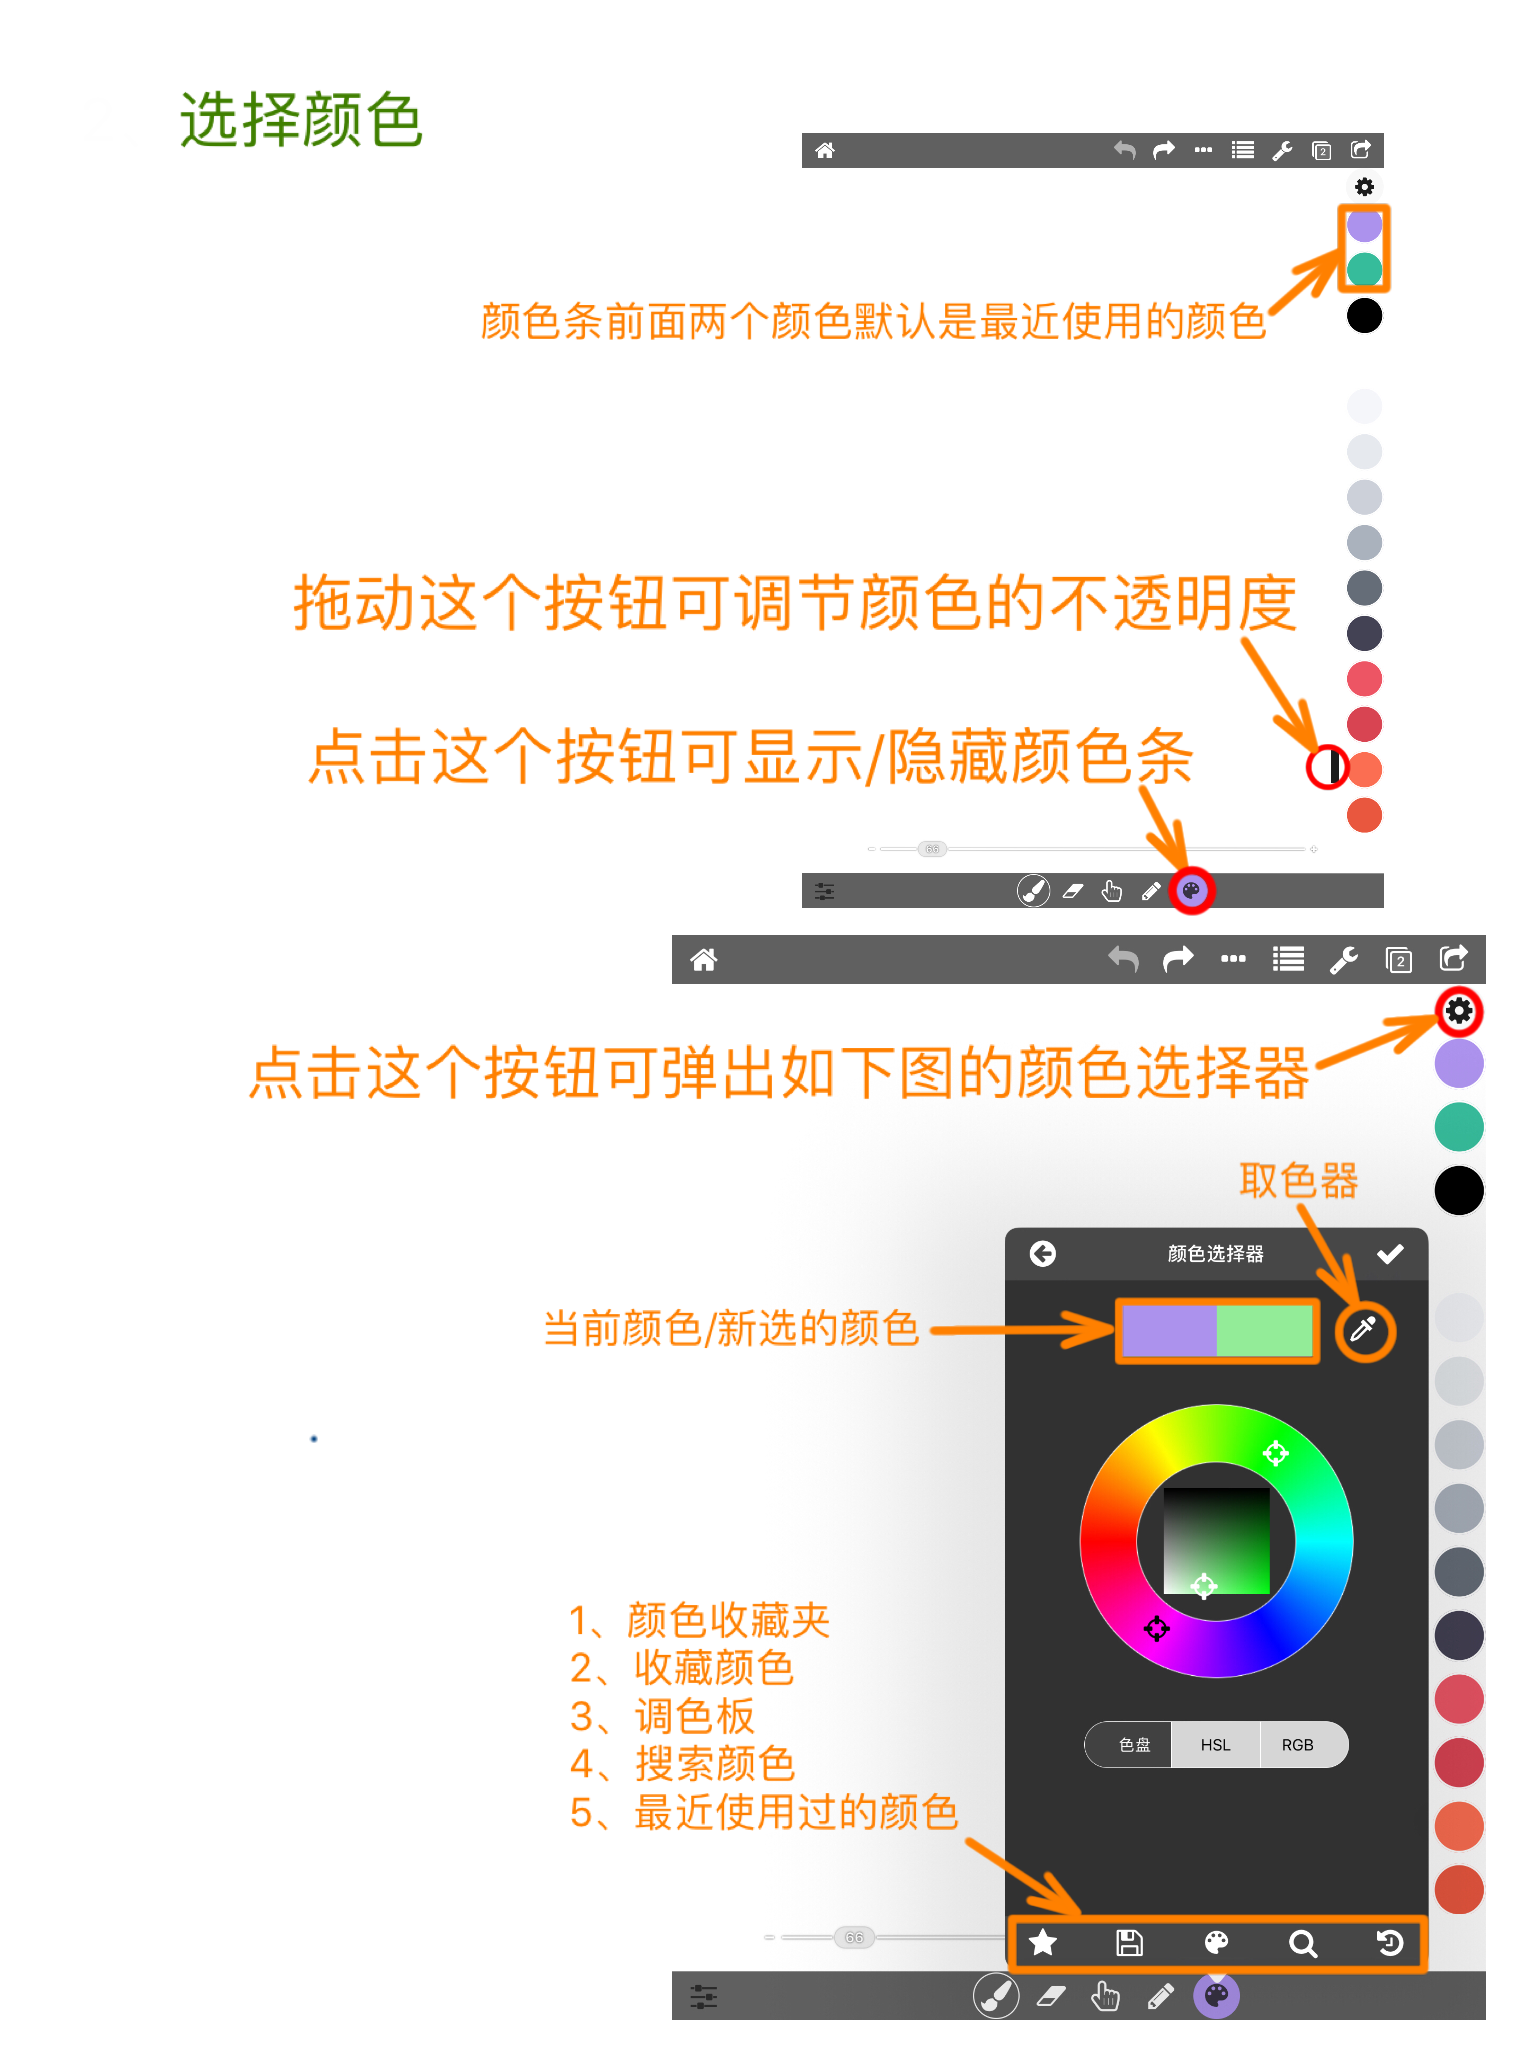 选择颜色
2
颜色条前面两个颜色默认是最近使用的颜色
拖动这个按钮可调节颜色的不透明度
点击这个按钮可显示/隐藏颜色条
66
2
点击这个按钮可弹出如下图的颜色选择器
取色器
颜色选择器
当前颜色/新选的颜色
1、颜色收藏夹
2、收藏颜色
3、调色板
4、搜索颜色
5、最近使用过的颜色
色盘 HSL RGB
66